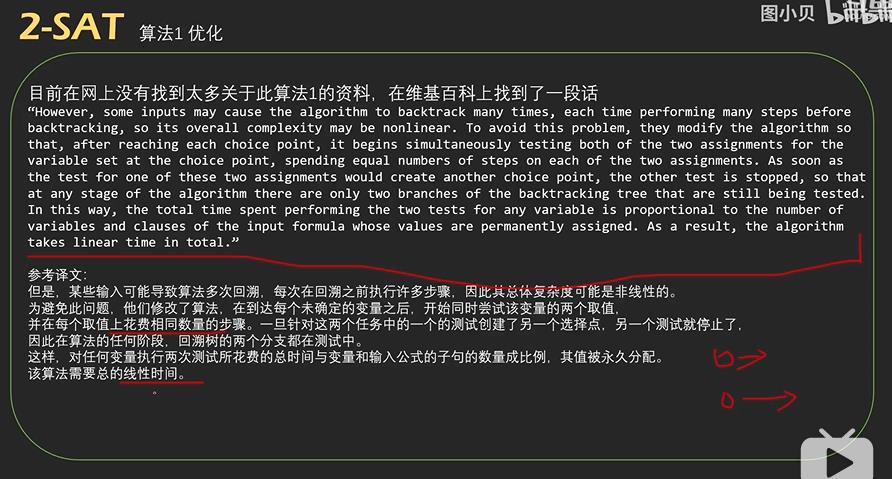 图小贝 bilibili
2-SAT 算法1 优化
目前在网上没有找到太多关于此算法1的资料，在维基百科上找到了一段话
“However, some inputs may cause the algorithm to backtrack many times, each time performing many steps before
backtracking, so its overall complexity may be nonlinear. To avoid this problem, they modify the algorithm so
that, after reaching each choice point, it begins simultaneously testing both of the two assignments for the
variable set at the choice point, spending equal numbers of steps on each of the two assignments. As soon as
the test for one of these two assignments would create another choice point, the other test is stopped, so that
at any stage of the algorithm there are only two branches of the backtracking tree that are still being tested.
In this way, the total time spent performing the two tests for any variable is proportional to the number of
variables and clauses of the input formula whose values are permanently assigned. As a result, the algorithm
takes linear time in total.”
参考译文：
但是，某些输入可能导致算法多次回溯，每次在回溯之前执行许多步骤，因此其总体复杂度可能是非线性的。
为避免此问题，他们修改了算法，在到达每个未确定的变量之后，开始同时尝试该变量的两个取值，
并在每个取值上花费相同数量的步骤。一旦针对这两个任务中的一个的测试创建了另一个选择点，另一个测试就停止了，
因此在算法的任何阶段，回溯树的两个分支都在测试中。
这样，对任何变量执行两次测试所花费的总时间与变量和输入公式的子句的数量成比例，其值被永久分配。
该算法需要总的线性时间。
。